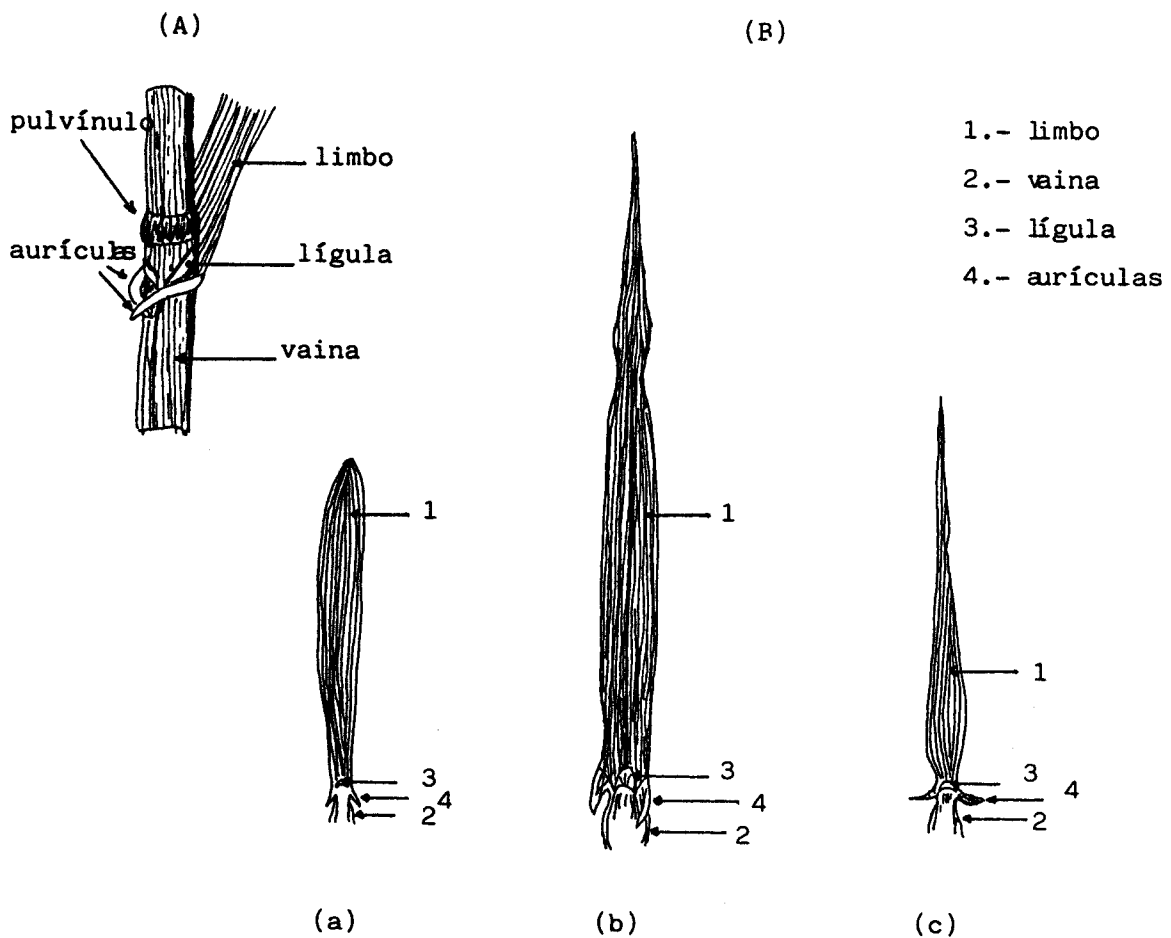 (A)
(B)
pulvínulo
limbo
aurículas
lígula
vaina
1.- limbo
2.- vaina
3.- lígula
4.- aurículas
1
3
4
2
(a)
1
3
4
2
(b)
1
3
4
2
(c)